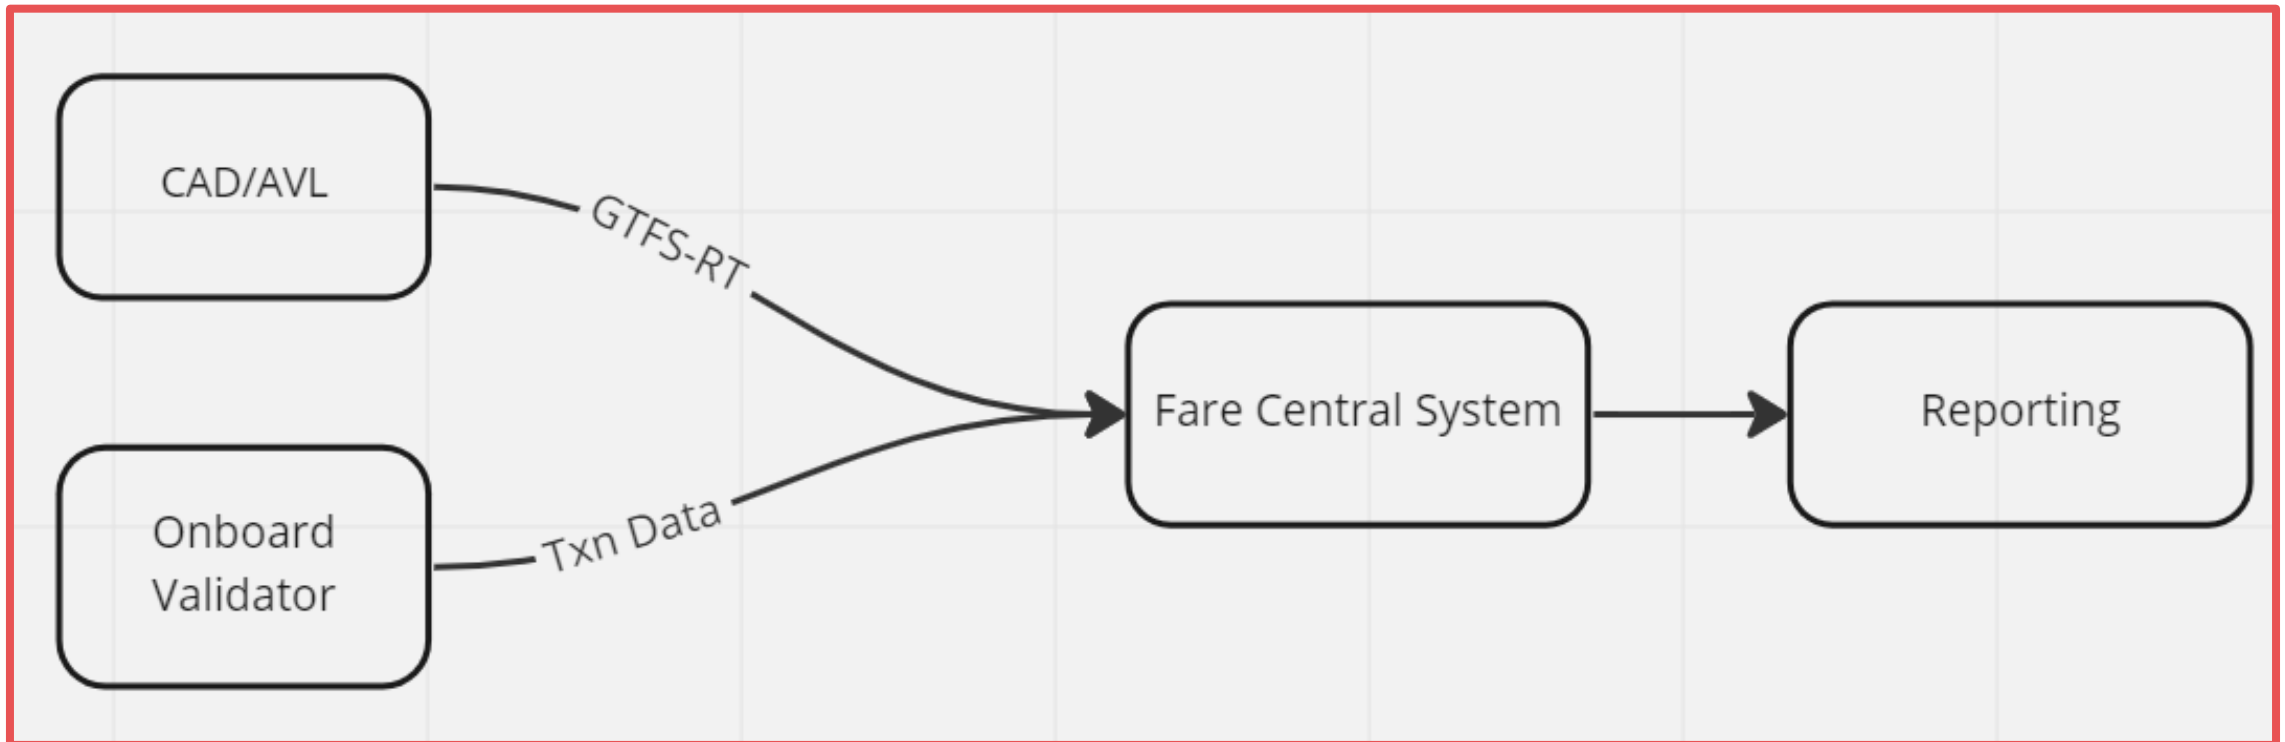 CAD/AVL
GTFS-RT
Fare Central System
Reporting
Onboard
Validator
Txn Data